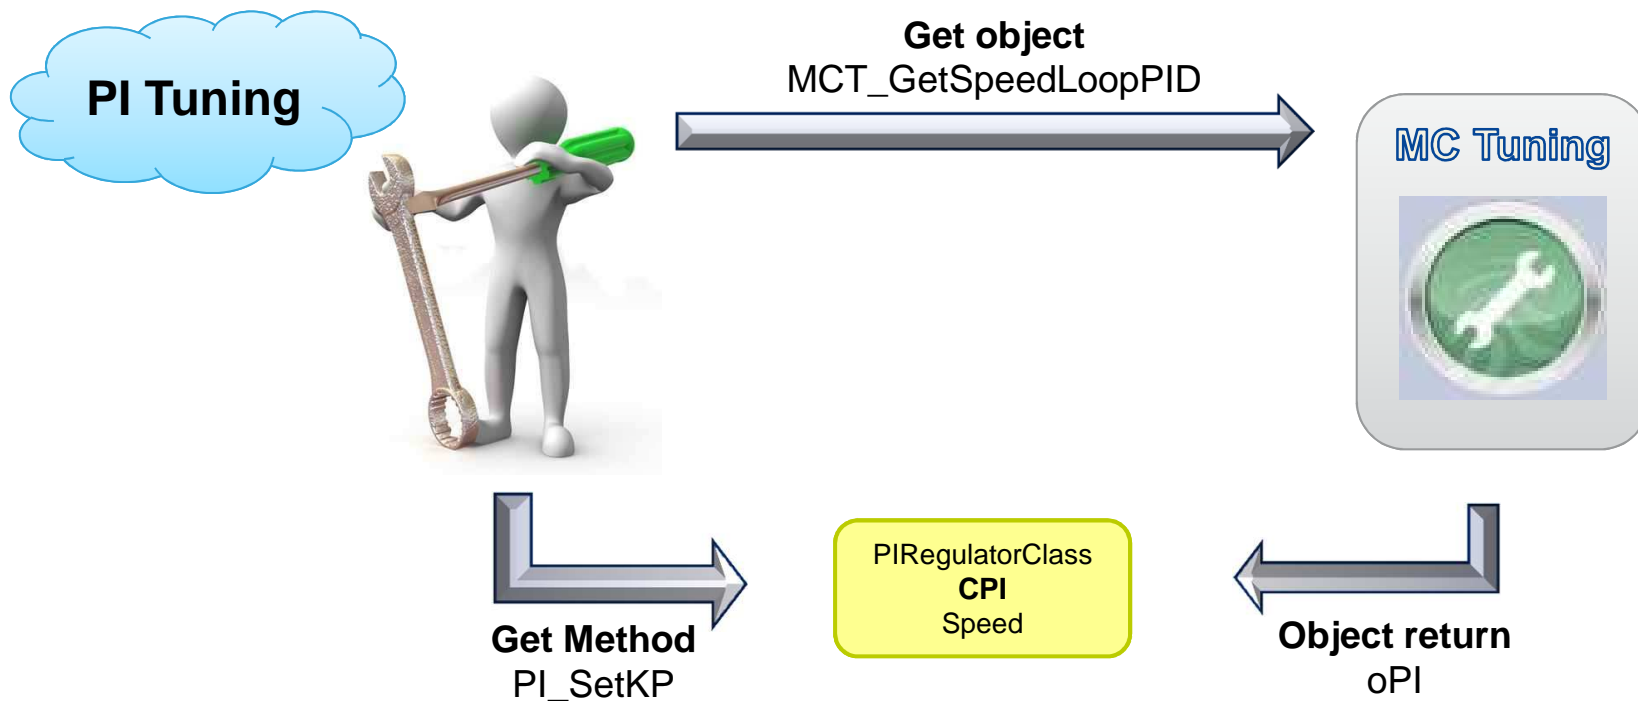 PI Tuning
Get object
MCT_GetSpeedLoopPID
MC Tuning
PIRegulatorClass
CPI
Speed
Get Method
PI_SetKP
Object return
oPI